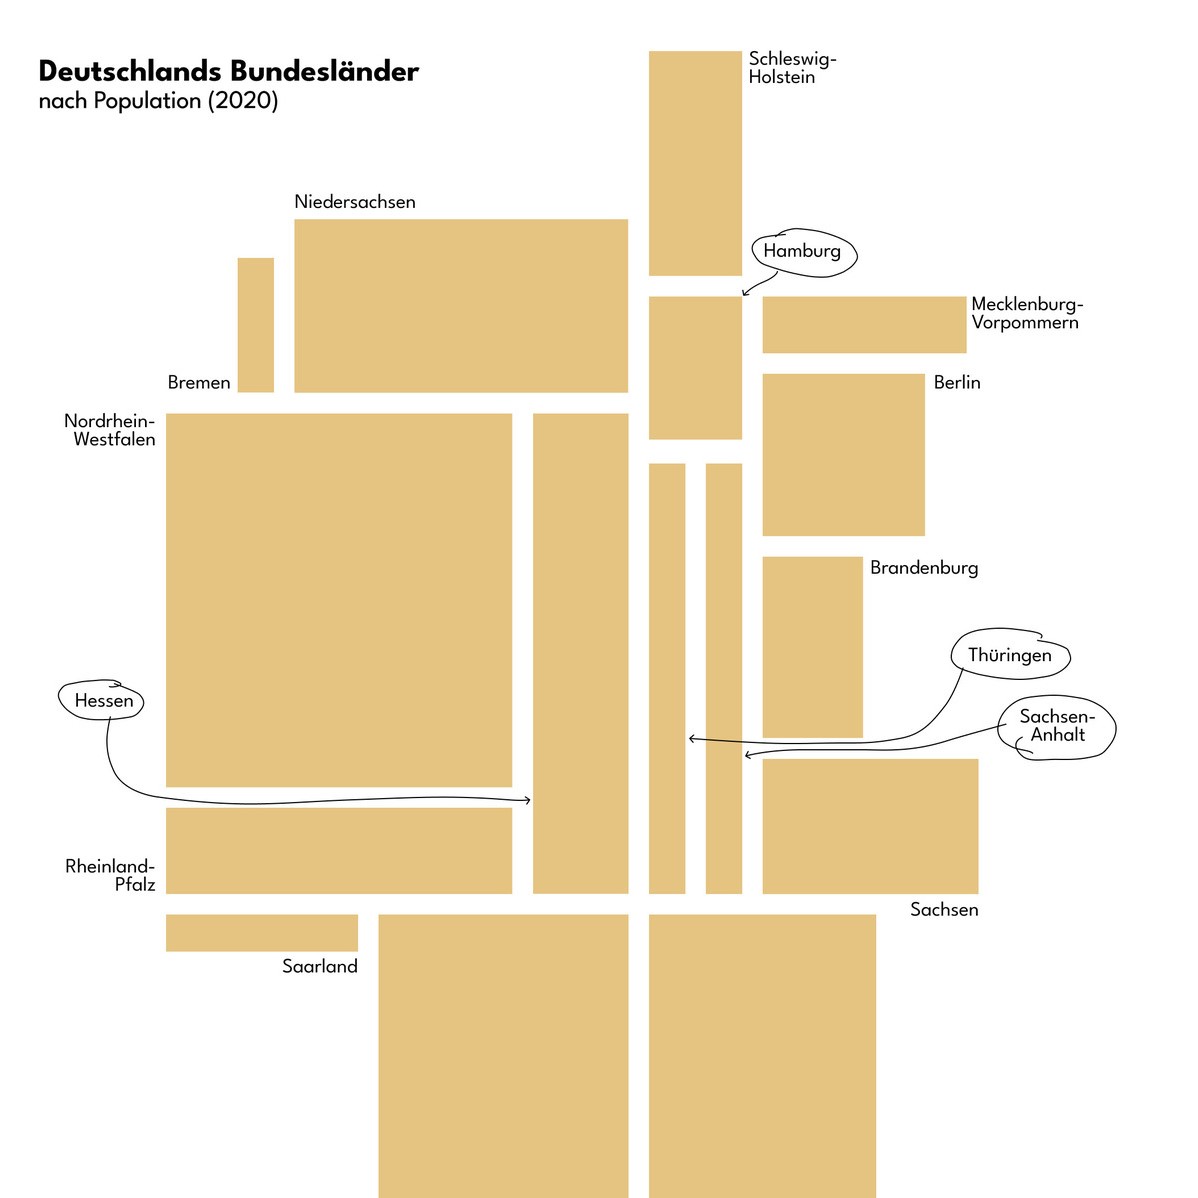 Deutschlands Bundesländer
nach Population (2020)
Schleswig-
Holstein
Niedersachsen
Hamburg
Mecklenburg-
Vorpommern
Bremen
Berlin
Nordrhein-
Westfalen
Brandenburg
Thüringen
Hessen
Sachsen-
Anhalt
Rheinland-
Pfalz
Sachsen
Saarland